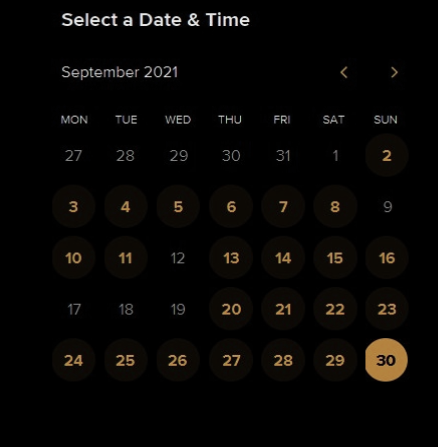 Select a Date & Time
September 2021
MON TUE WED THU FRI SAT SUN
27 28 29 30 31 1 2
3 4 5 6 7 8 9
10 11 12 13 14 15 16
17 18 19 20 21 22 23
24 25 26 27 28 29 30